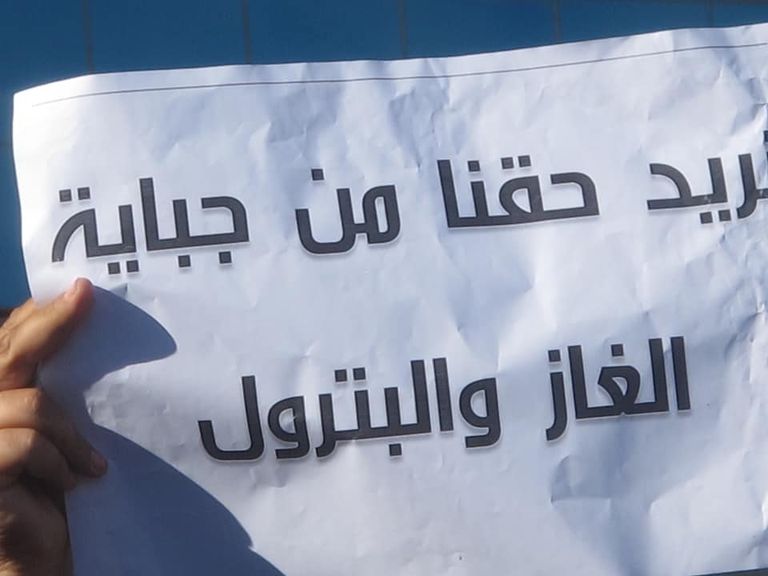 نريد حقنا من جباية
الغاز والبترول